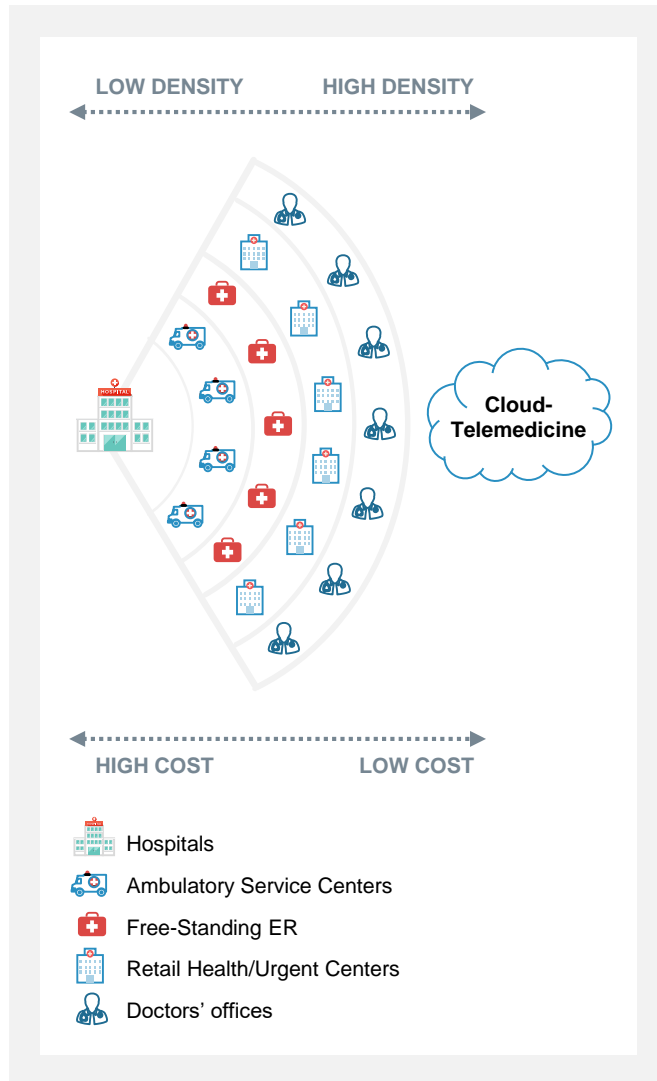 LOW DENSITY HIGH DENSITY
HOSPITAL
Cloud-
Telemedicine
HIGH COST LOW COST
HOSPITAL
Hospitals
Ambulatory Service Centers
Free-Standing ER
Retail Health/Urgent Centers
Doctors’ offices